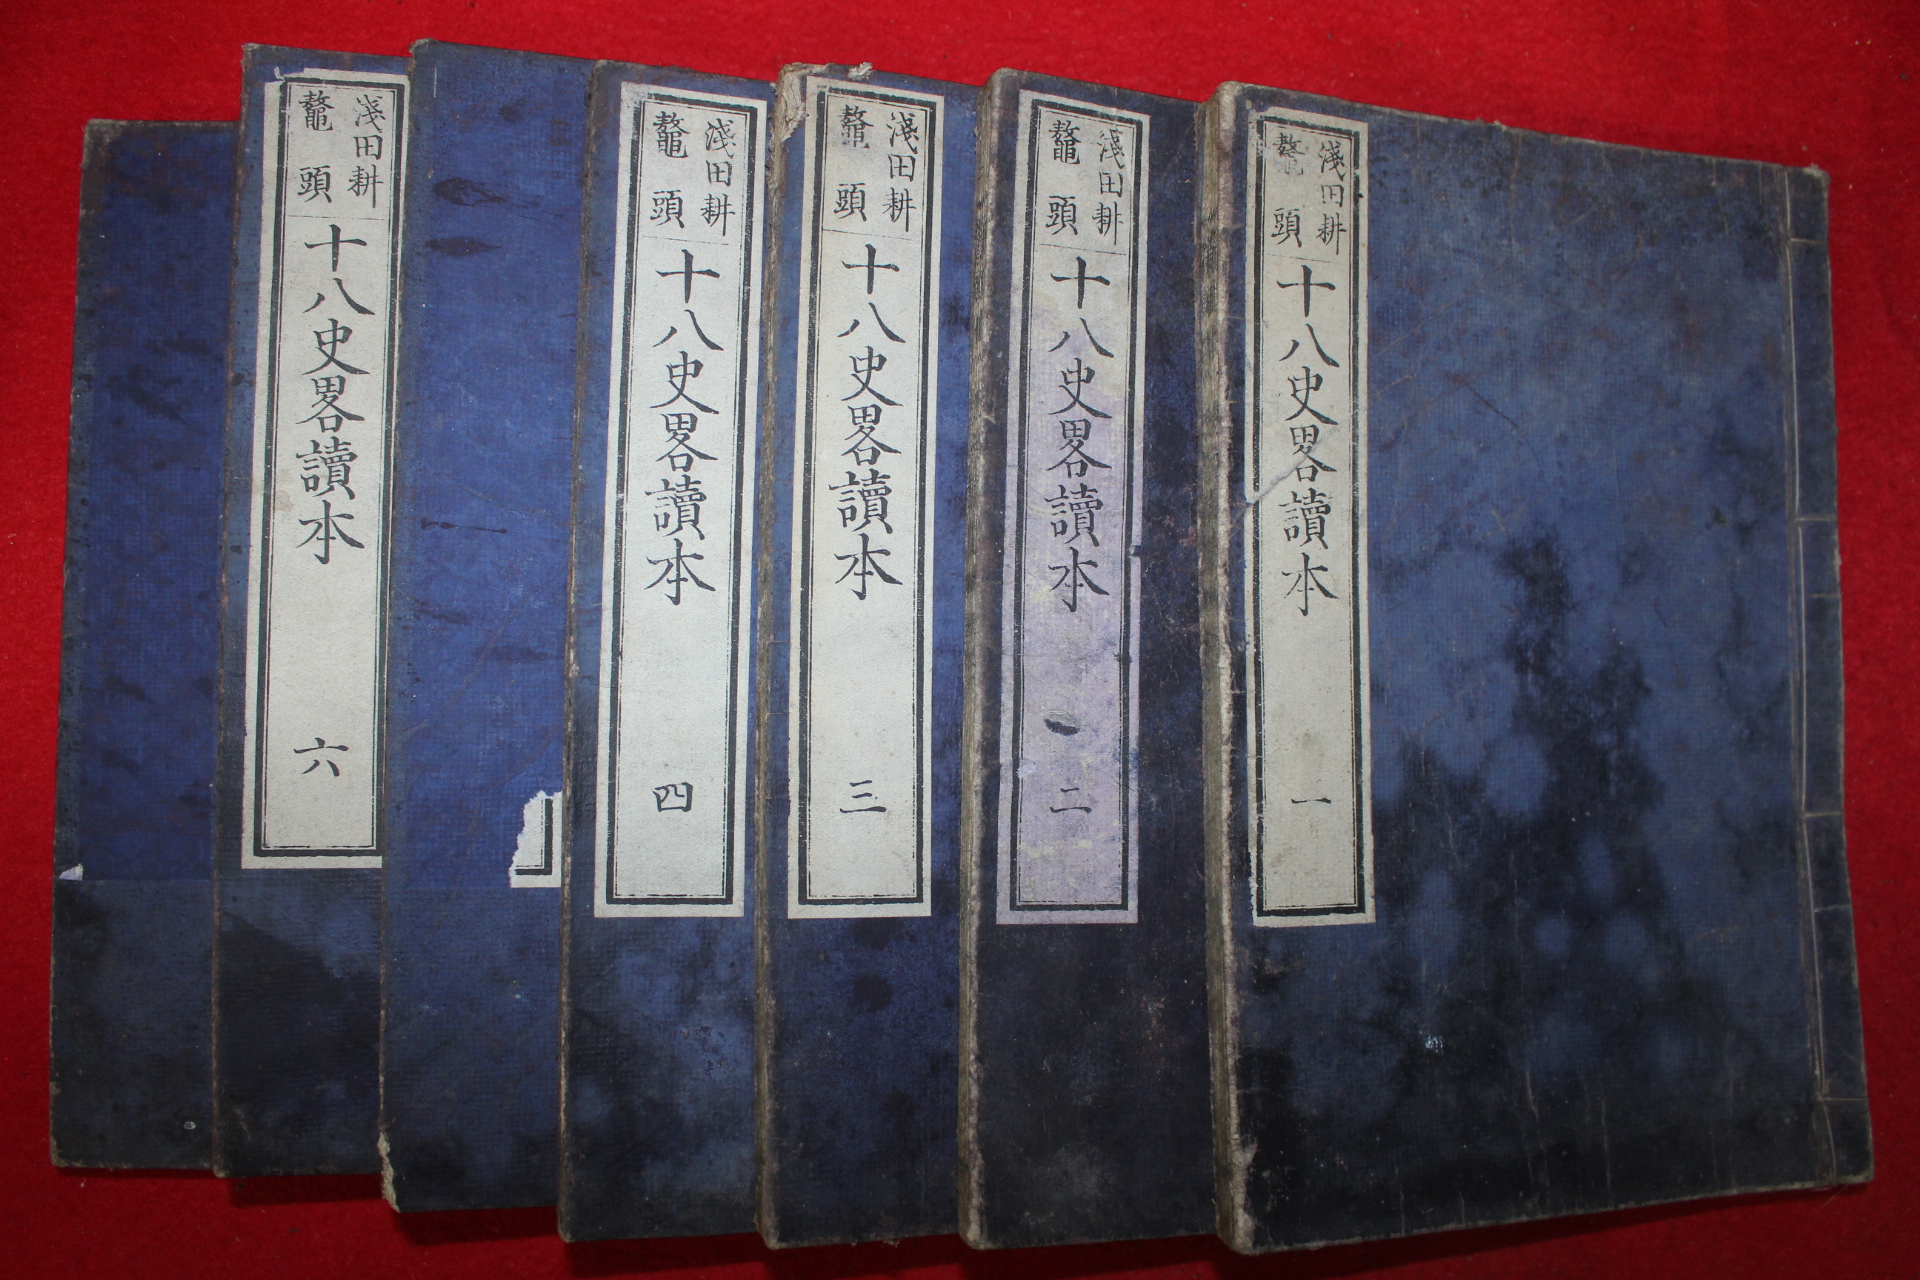 淺田耕
鼇頭
十八史畧讀本
一
淺田耕
鼇頭
十八史畧讀本
二
淺田耕
鼇頭
十八史畧讀本
三
淺田耕
鼇頭
十八史畧讀本
四
淺田耕
鼇頭
十八史畧讀本
六